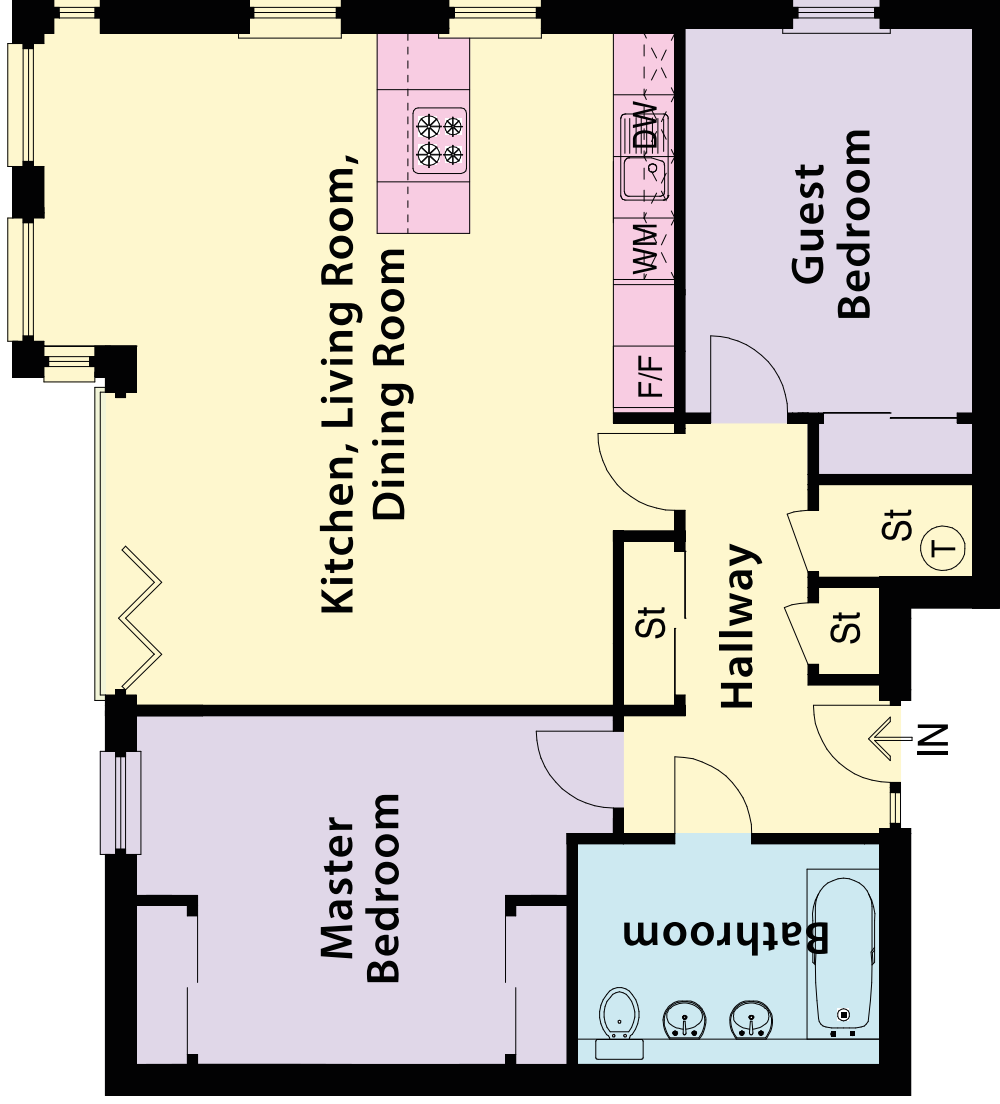 Kitchen, Living Room,
Dining Room
DW
WM
F/F
Guest
Bedroom
St
T
St
St
Hallway
IN
Master
Bedroom
Bathroom